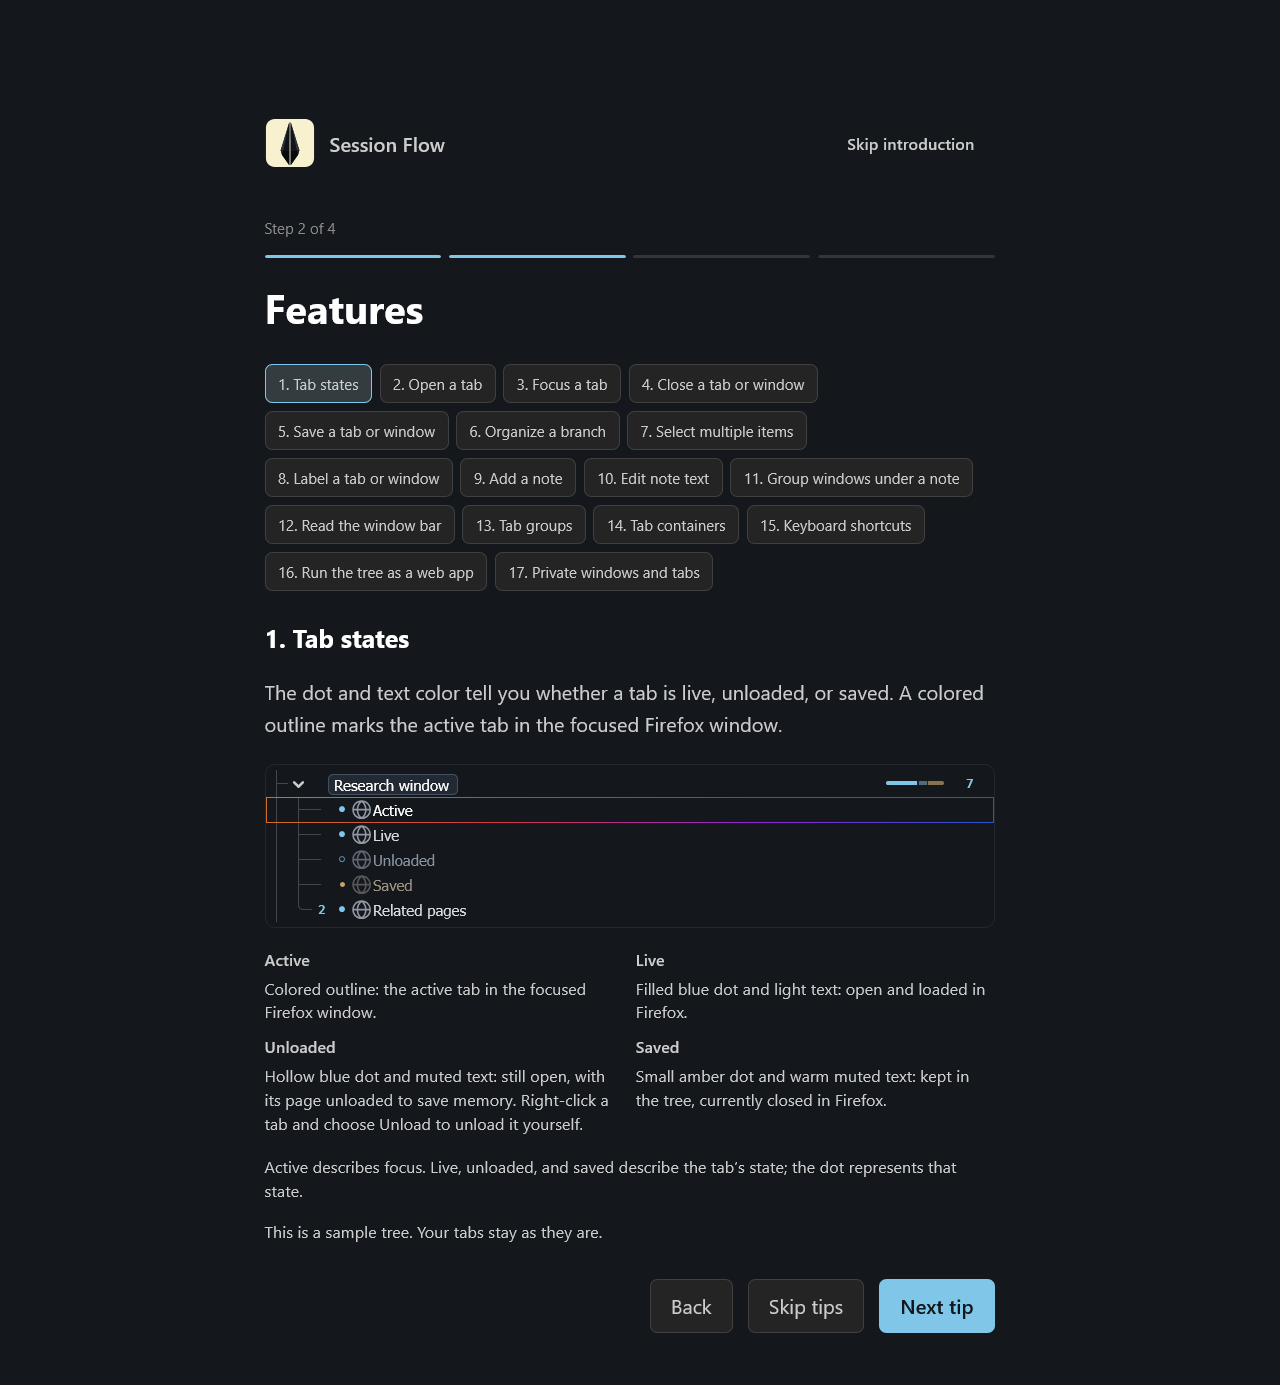 Session Flow
Skip introduction
Step 2 of 4
Features
1. Tab states
2. Open a tab
3. Focus a tab
4. Close a tab or window
5. Save a tab or window
6. Organize a branch
7. Select multiple items
8. Label a tab or window
9. Add a note
10. Edit note text
11. Group windows under a note
12. Read the window bar
13. Tab groups
14. Tab containers
15. Keyboard shortcuts
16. Run the tree as a web app
17. Private windows and tabs
1. Tab states
The dot and text color tell you whether a tab is live, unloaded, or saved. A colored
outline marks the active tab in the focused Firefox window.
Research window
7
Active
Live
Unloaded
Saved
2 Related pages
Active
Colored outline: the active tab in the focused
Firefox window.
Live
Filled blue dot and light text: open and loaded in
Firefox.
Unloaded
Hollow blue dot and muted text: still open, with
its page unloaded to save memory. Right-click a
tab and choose Unload to unload it yourself.
Saved
Small amber dot and warm muted text: kept in
the tree, currently closed in Firefox.
Active describes focus. Live, unloaded, and saved describe the tab’s state; the dot represents that
state.
This is a sample tree. Your tabs stay as they are.
Back
Skip tips
Next tip